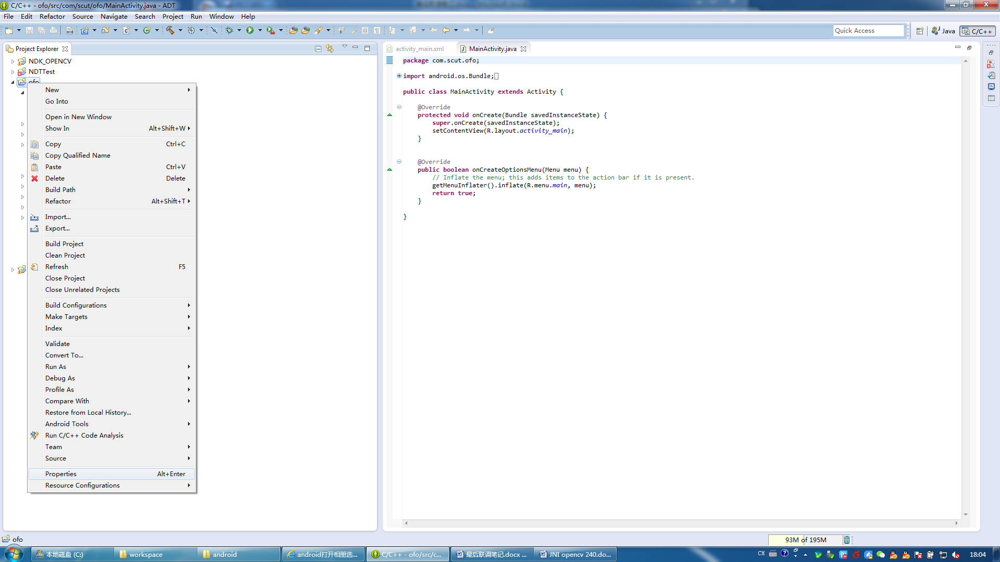 C/C++ - ofo/src/com/scut/ofo/MainActivity.java - ADT
File Edit Refactor Source Navigate Search Project Run Window Help
Quick Access
Java
C/C++
Project Explorer
NDK_OPENCV
NDTTest
ofo
New
Go Into
Open in New Window
Show In Alt+Shift+W
Copy Ctrl+C
Copy Qualified Name
Paste Ctrl+V
Delete Delete
Build Path
Refactor Alt+Shift+T
Import...
Export...
Build Project
Clean Project
Refresh F5
Close Project
Close Unrelated Projects
Build Configurations
Make Targets
Index
Validate
Convert To...
Run As
Debug As
Profile As
Compare With
Restore from Local History...
Android Tools
Run C/C++ Code Analysis
Team
Source
Properties Alt+Enter
Resource Configurations
activity_main.xml
MainActivity.java
package com.scut.ofo;
import android.os.Bundle;
public class MainActivity extends Activity {
@Override
protected void onCreate(Bundle savedInstanceState) {
super.onCreate(savedInstanceState);
setContentView(R.layout.activity_main);
}
@Override
public boolean onCreateOptionsMenu(Menu menu) {
// Inflate the menu; this adds items to the action bar if it is present.
getMenuInflater().inflate(R.menu.main, menu);
return true;
}
}
ofo
93M of 195M
本地磁盘 (C:)
workspace
android
android打开相册选...
C/C++ - ofo/src/c...
最后联调笔记.docx ...
JNI opencv 240.do...
CH
18:04